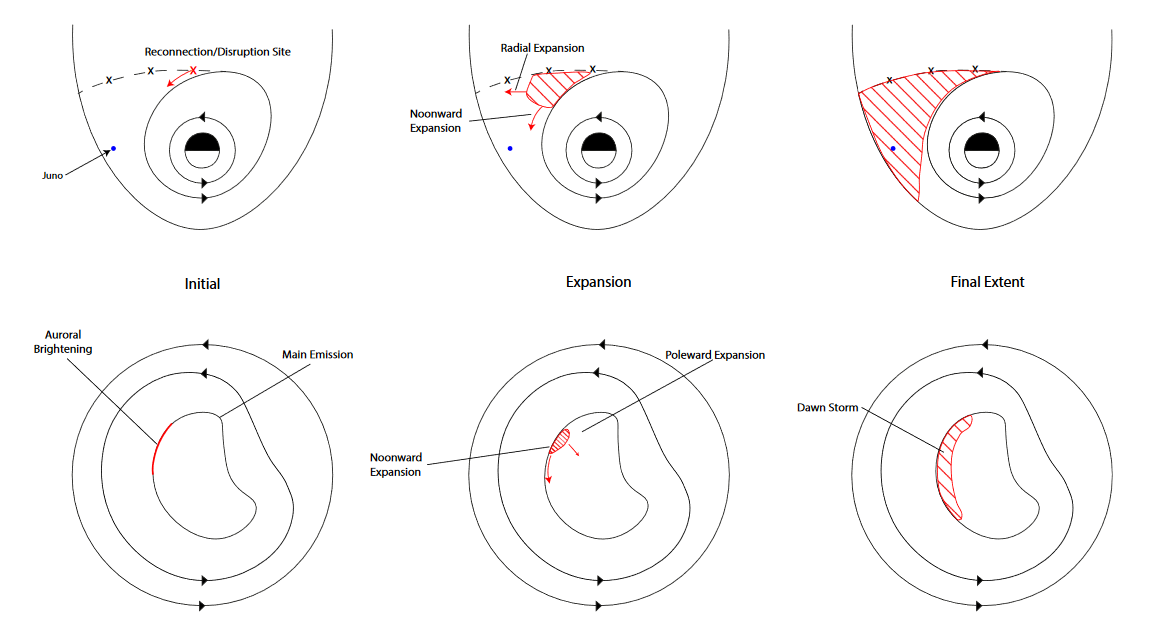 Reconnection/Disruption Site
X
X
X
Juno
Radial Expansion
X
X
X
Noonward
Expansion
X
X
X
Initial
Expansion
Final Extent
Auroral
Brightening
Main Emission
Poleward Expansion
Noonward
Expansion
Dawn Storm